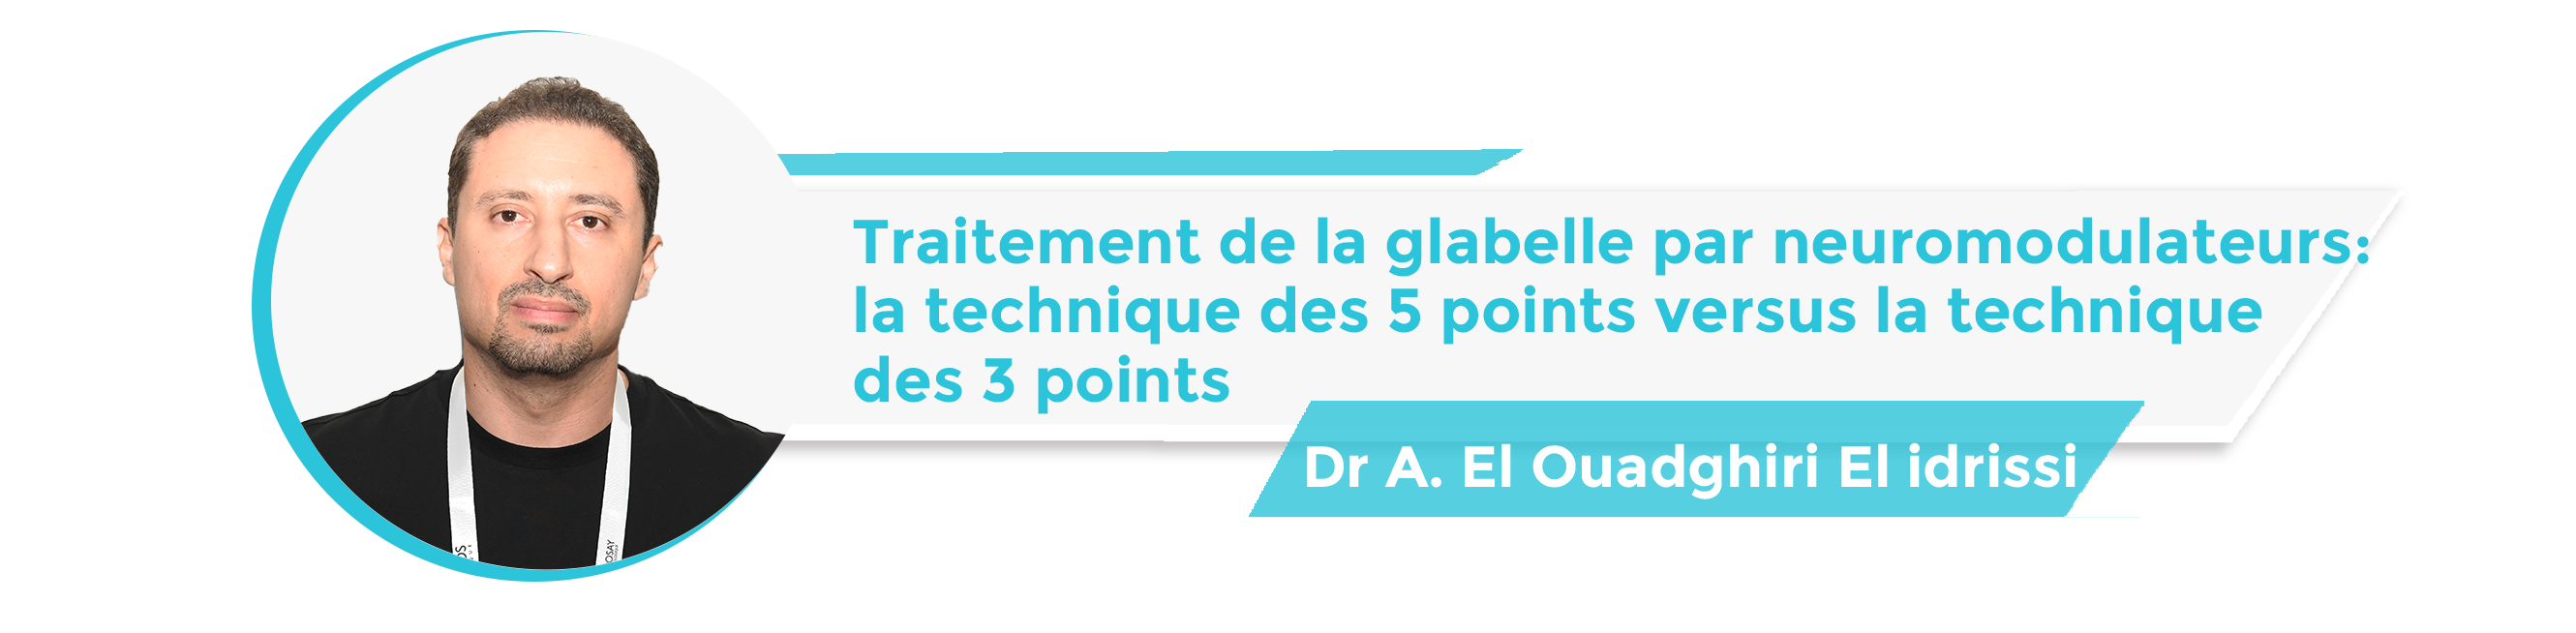 Traitement de la glabelle par neuromodulateurs:
la technique des 5 points versus la technique
des 3 points
Dr A. El Ouadghiri El idrissi